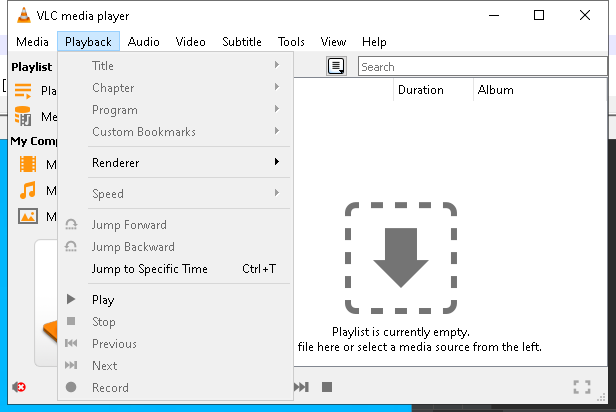 VLC media player
Media Playback Audio Video Subtitle Tools View Help
Playlist
Search
Title
Chapter
Program
Custom Bookmarks
Renderer
Speed
Jump Forward
Jump Backward
Jump to Specific Time Ctrl+T
Play
Stop
Previous
Next
Record
Pla
Me
My Comp
M
M
M
Duration Album
Playlist is currently empty.
file here or select a media source from the left.